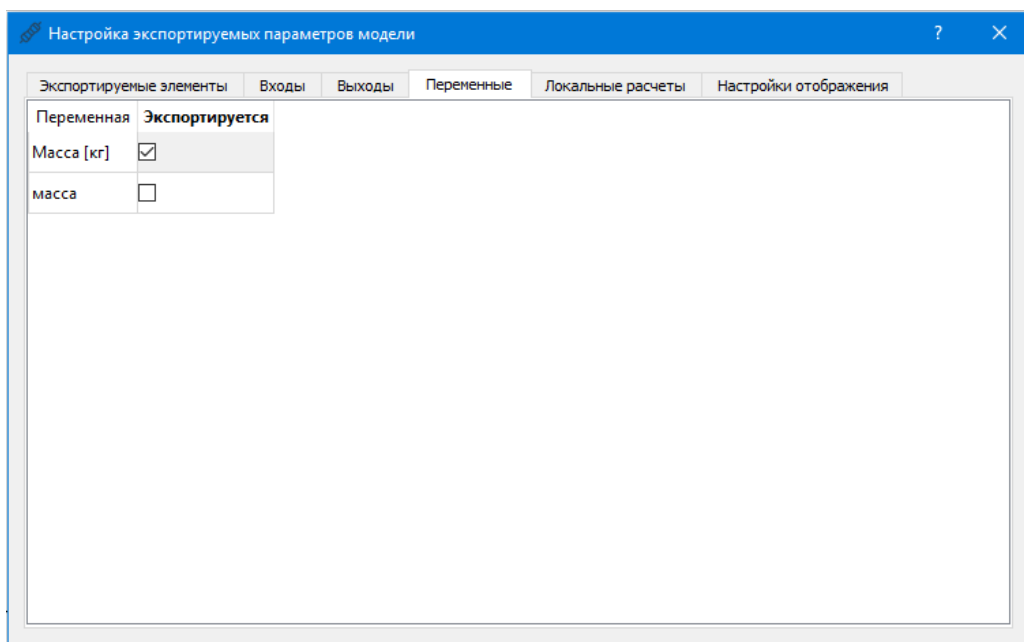 Настройка экспортируемых параметров модели ?
Экспортируемые элементы Входы Выходы Переменные Локальные расчеты Настройки отображения
Переменная Экспортируется
Масса [кг]
масса